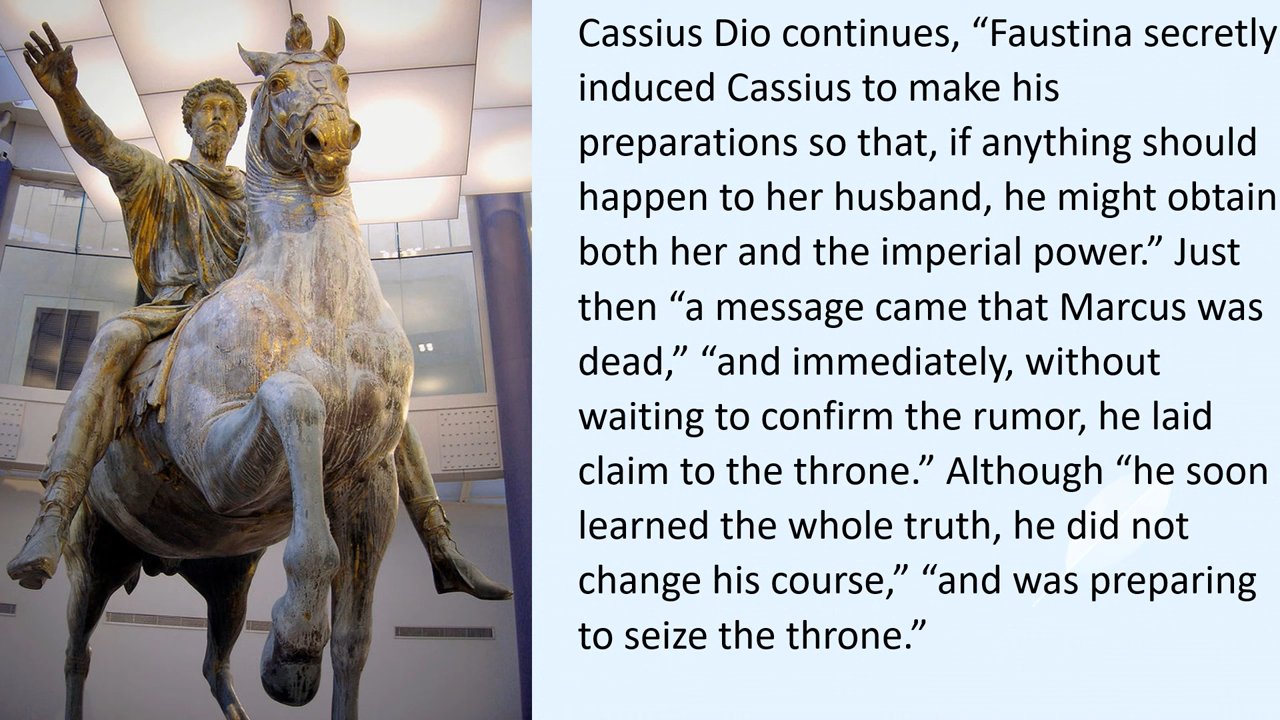 Cassius Dio continues, “Faustina secretly
induced Cassius to make his
preparations so that, if anything should
happen to her husband, he might obtain
both her and the imperial power.” Just
then “a message came that Marcus was
dead,” “and immediately, without
waiting to confirm the rumor, he laid
claim to the throne.” Although “he soon
learned the whole truth, he did not
change his course,” “and was preparing
to seize the throne.”